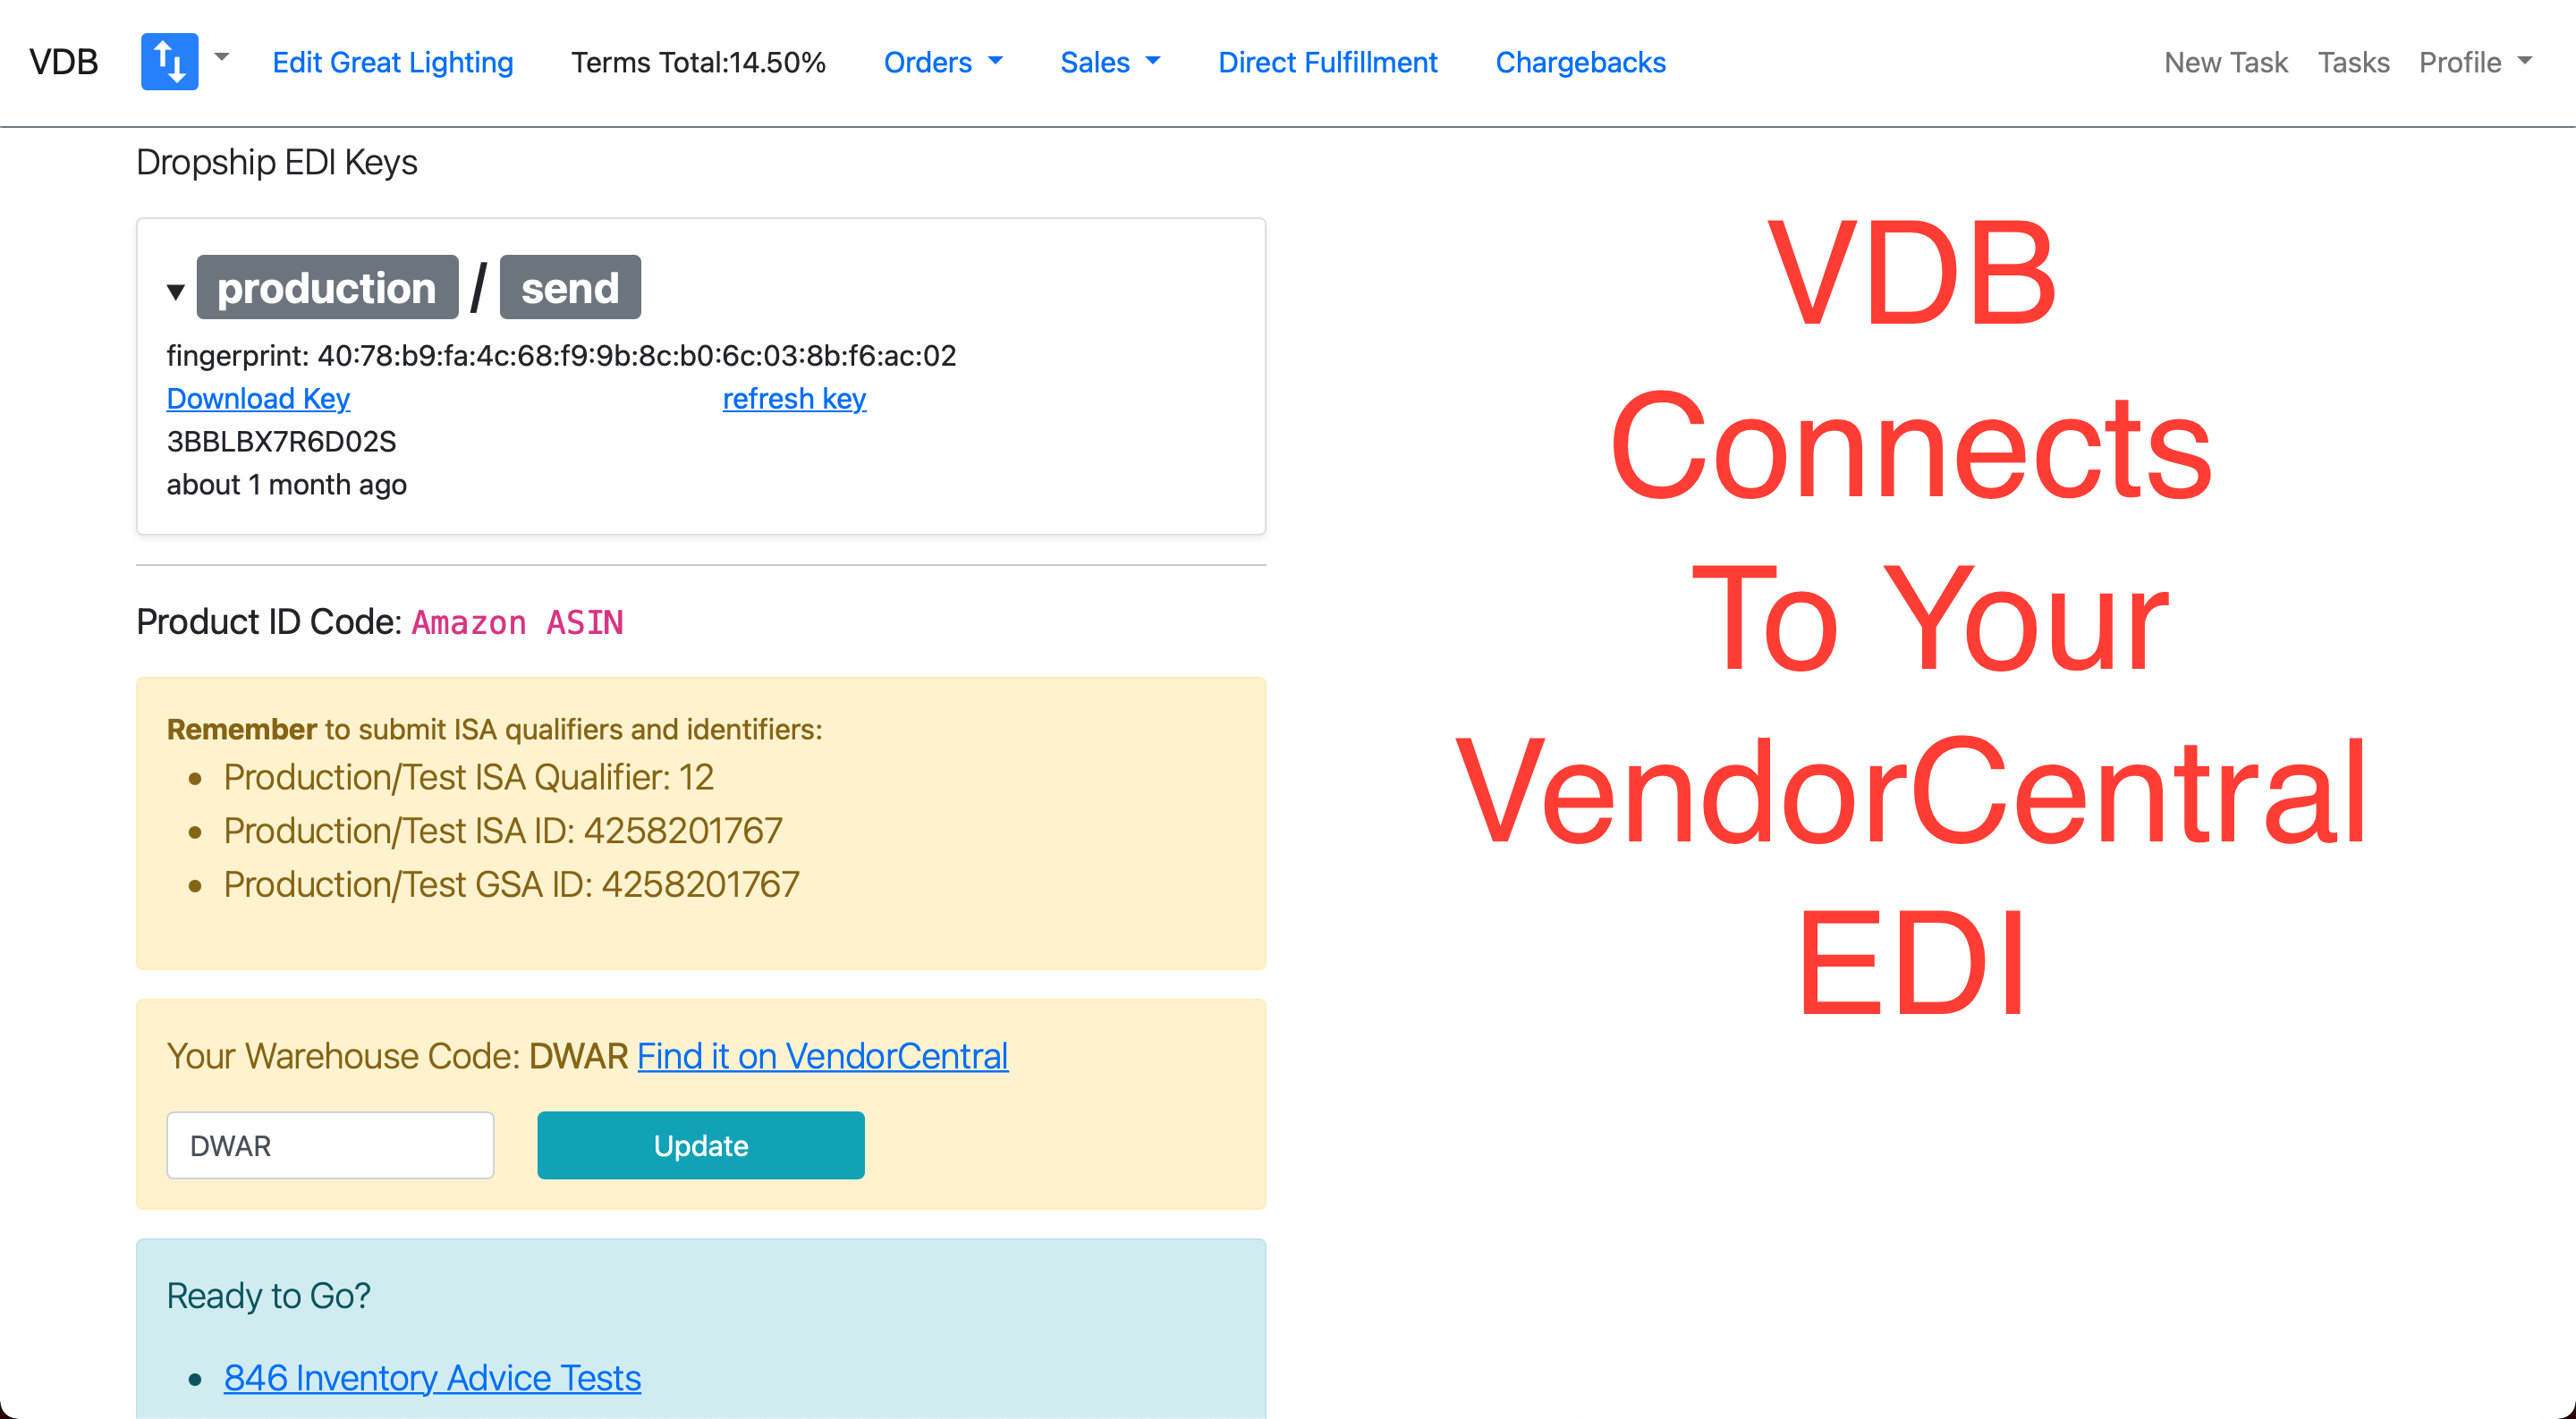 VDB Edit Great Lighting Terms Total:14.50% Orders Sales Direct Fulfillment Chargebacks New Task Tasks Profile
Dropship EDI Keys
production / send
fingerprint: 40:78:b9:fa:4c:68:f9:9b:8c:b0:6c:03:8b:f6:ac:02
Download Key refresh key
3BBLBX7R6D02S
about 1 month ago
Product ID Code: Amazon ASIN
Remember to submit ISA qualifiers and identifiers:
• Production/Test ISA Qualifier: 12
• Production/Test ISA ID: 4258201767
• Production/Test GSA ID: 4258201767
Your Warehouse Code: DWAR Find it on VendorCentral
DWAR Update
Ready to Go?
• 846 Inventory Advice Tests
VDB
Connects
To Your
VendorCentral
EDI